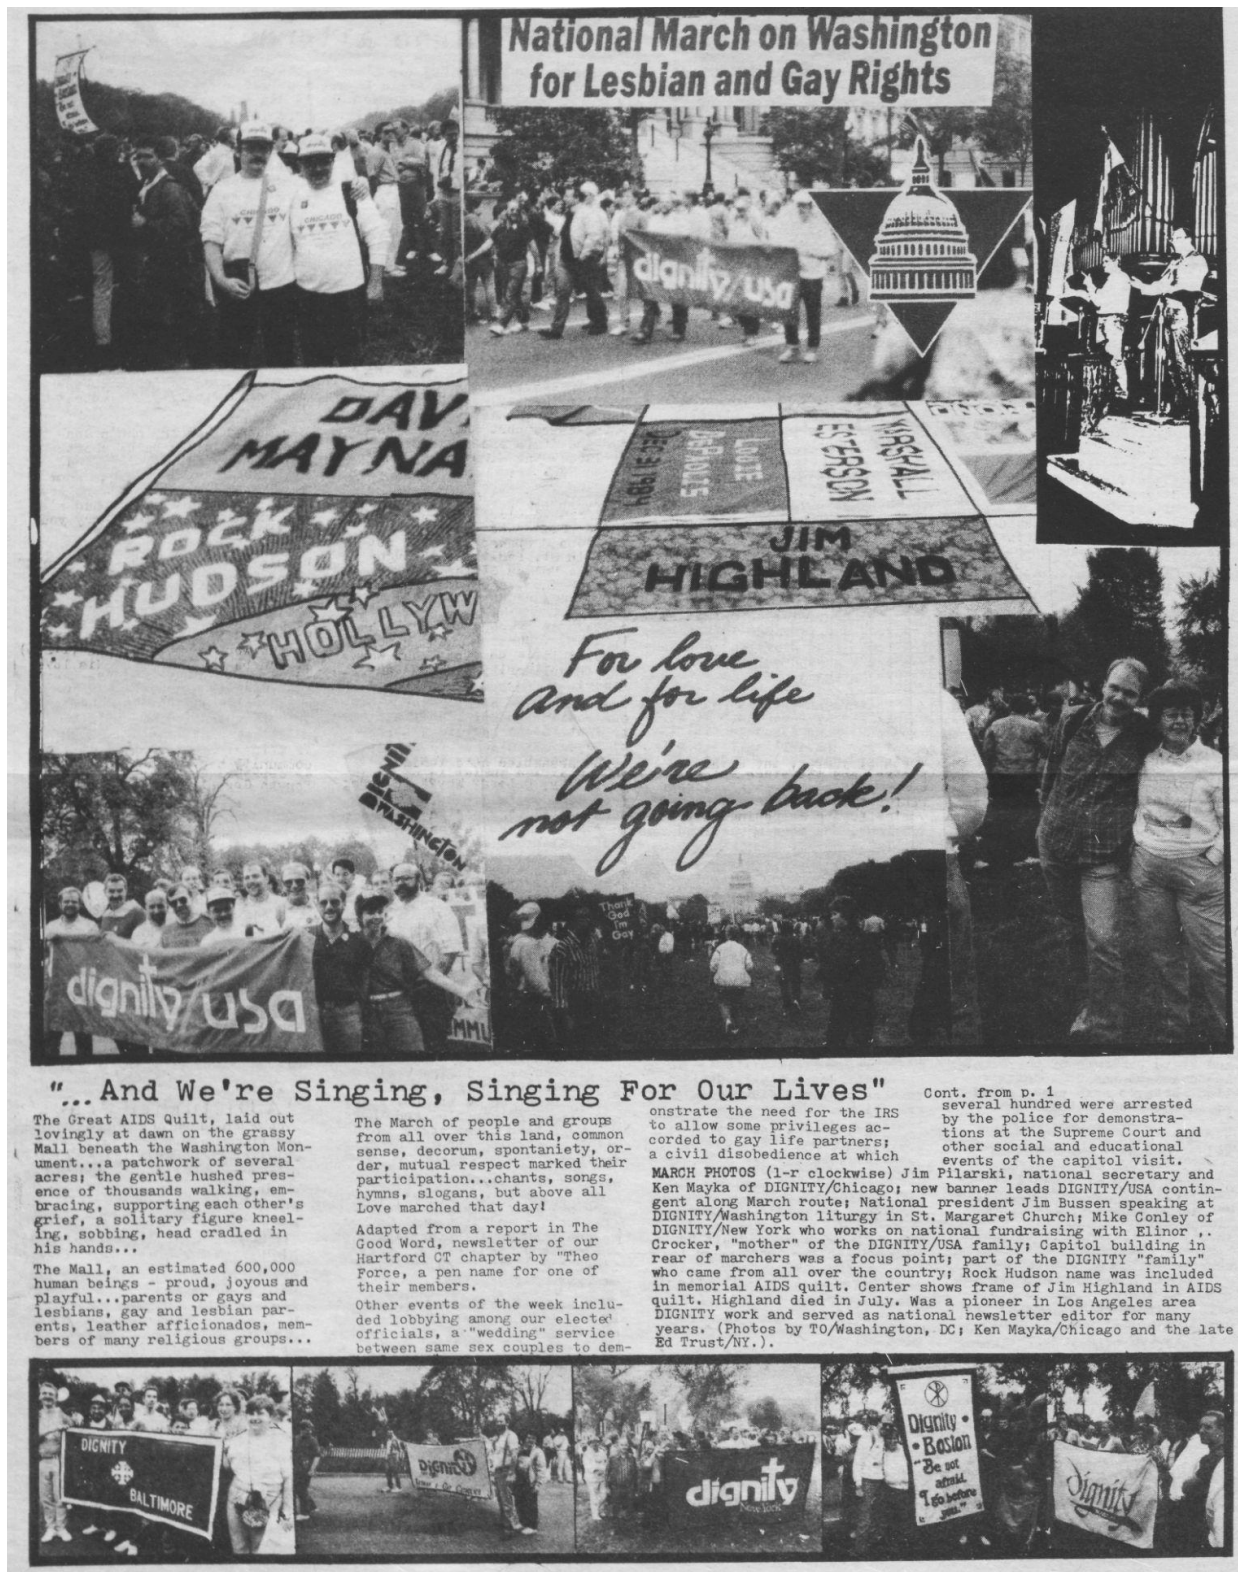 National March on Washington
for Lesbian and Gay Rights
CHICAGO
CHICAGO
dignity/usa
DAV
MAYNA
ROCK
HUDSON
HOLLYW
DEC 31 1984
MARSHALL
ESTERSON
JIM
HIGHLAND
For love
and for life
We're
not going back!
DIGNITY
WASHINGTON
dignity/usa
Thank
God
I'm
Gay
"...And We're Singing, Singing For Our Lives"
The Great AIDS Quilt, laid out
lovingly at dawn on the grassy
Mall beneath the Washington Mon-
ument...a patchwork of several
acres; the gentle hushed pres-
ence of thousands walking, em-
bracing, supporting each other's
grief, a solitary figure kneel-
ing, sobbing, head cradled in
his hands...
The Mall, an estimated 600,000
human beings - proud, joyous and
playful...parents or gays and
lesbians, gay and lesbian par-
ents, leather afficionados, mem-
bers of many religious groups...
The March of people and groups
from all over this land, common
sense, decorum, spontaniety, or-
der, mutual respect marked their
participation...chants, songs,
hymns, slogans, but above all
Love marched that day!
Adapted from a report in The
Good Word, newsletter of our
Hartford CT chapter by "Theo
Force, a pen name for one of
their members.
Other events of the week inclu-
ded lobbying among our elected
officials, a "wedding" service
between same sex couples to dem-
onstrate the need for the IRS
to allow some privileges ac-
corded to gay life partners;
a civil disobedience at which
Cont. from p. 1
several hundred were arrested
by the police for demonstra-
tions at the Supreme Court and
other social and educational
events of the capitol visit.
MARCH PHOTOS (l-r clockwise) Jim Pilarski, national secretary and
Ken Mayka of DIGNITY/Chicago; new banner leads DIGNITY/USA contin-
gent along March route; National president Jim Bussen speaking at
DIGNITY/Washington liturgy in St. Margaret Church; Mike Conley of
DIGNITY/New York who works on national fundraising with Elinor
Crocker, "mother" of the DIGNITY/USA family; Capitol building in
rear of marchers was a focus point; part of the DIGNITY "family"
who came from all over the country; Rock Hudson name was included
in memorial AIDS quilt. Center shows frame of Jim Highland in AIDS
quilt. Highland died in July. Was a pioneer in Los Angeles area
DIGNITY work and served as national newsletter editor for many
years. (Photos by TO/Washington, DC; Ken Mayka/Chicago and the late
Ed Trust/NY.).
DIGNITY
BALTIMORE
Dignity
dignity
New York
Dignity •
• Boston
"Be not
afraid.
I go before
you."
Dignity